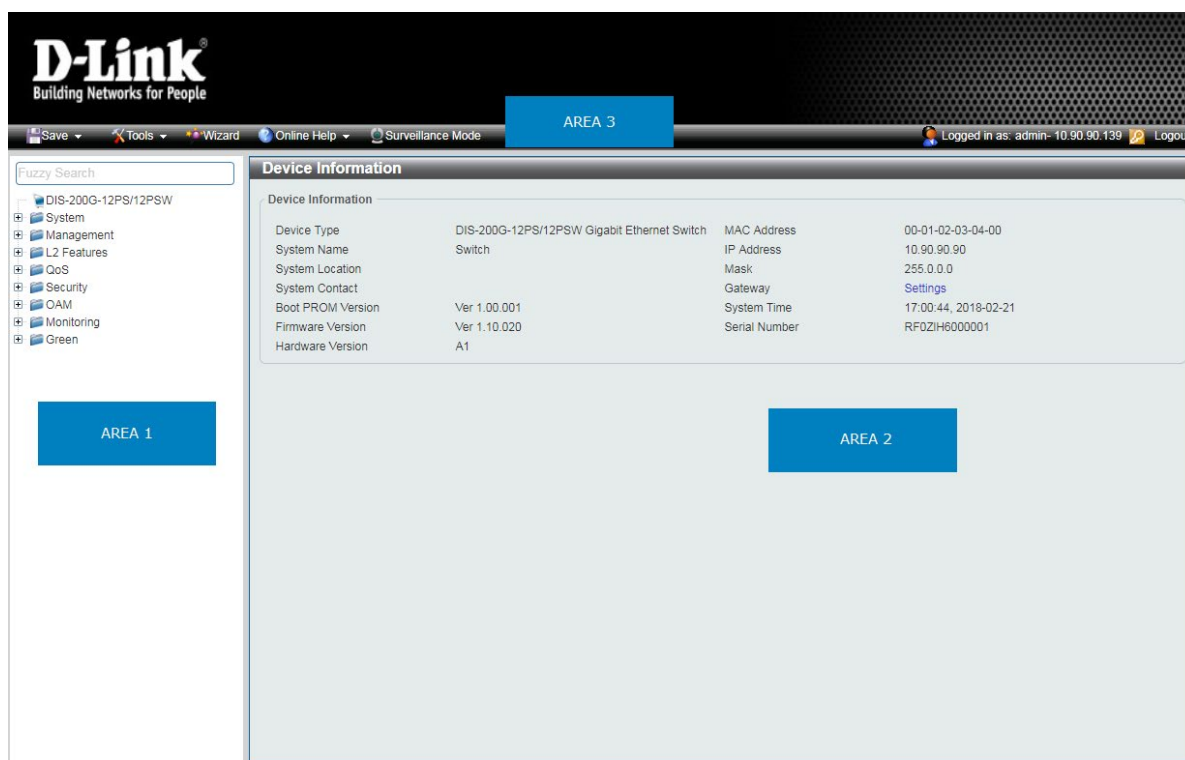 D-Link®
Building Networks for People
AREA 3
Save Tools Wizard Online Help Surveillance Mode Logged in as: admin- 10.90.90.139 Logou
Fuzzy Search
DIS-200G-12PS/12PSW
System
Management
L2 Features
QoS
Security
OAM
Monitoring
Green
AREA 1
Device Information
Device Information
Device Type DIS-200G-12PS/12PSW Gigabit Ethernet Switch MAC Address 00-01-02-03-04-00
System Name Switch IP Address 10.90.90.90
System Location Mask 255.0.0.0
System Contact Gateway Settings
Boot PROM Version Ver 1.00.001 System Time 17:00:44, 2018-02-21
Firmware Version Ver 1.10.020 Serial Number RF0ZIH6000001
Hardware Version A1
AREA 2